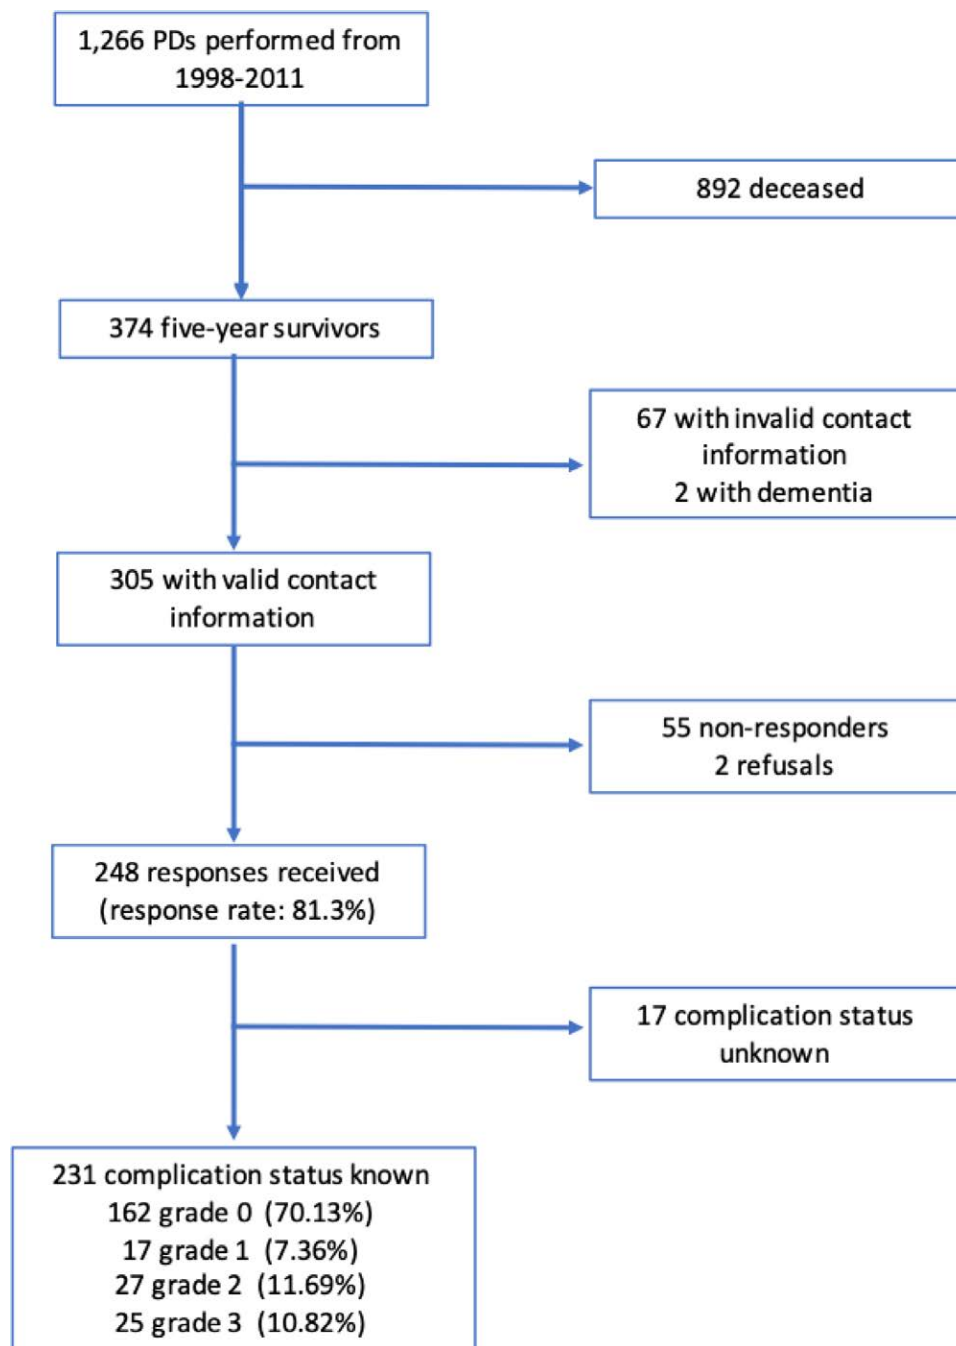 1,266 PDs performed from
1998-2011
892 deceased
374 five-year survivors
67 with invalid contact
information
2 with dementia
305 with valid contact
information
55 non-responders
2 refusals
248 responses received
(response rate: 81.3%)
17 complication status
unknown
231 complication status known
162 grade 0 (70.13%)
17 grade 1 (7.36%)
27 grade 2 (11.69%)
25 grade 3 (10.82%)